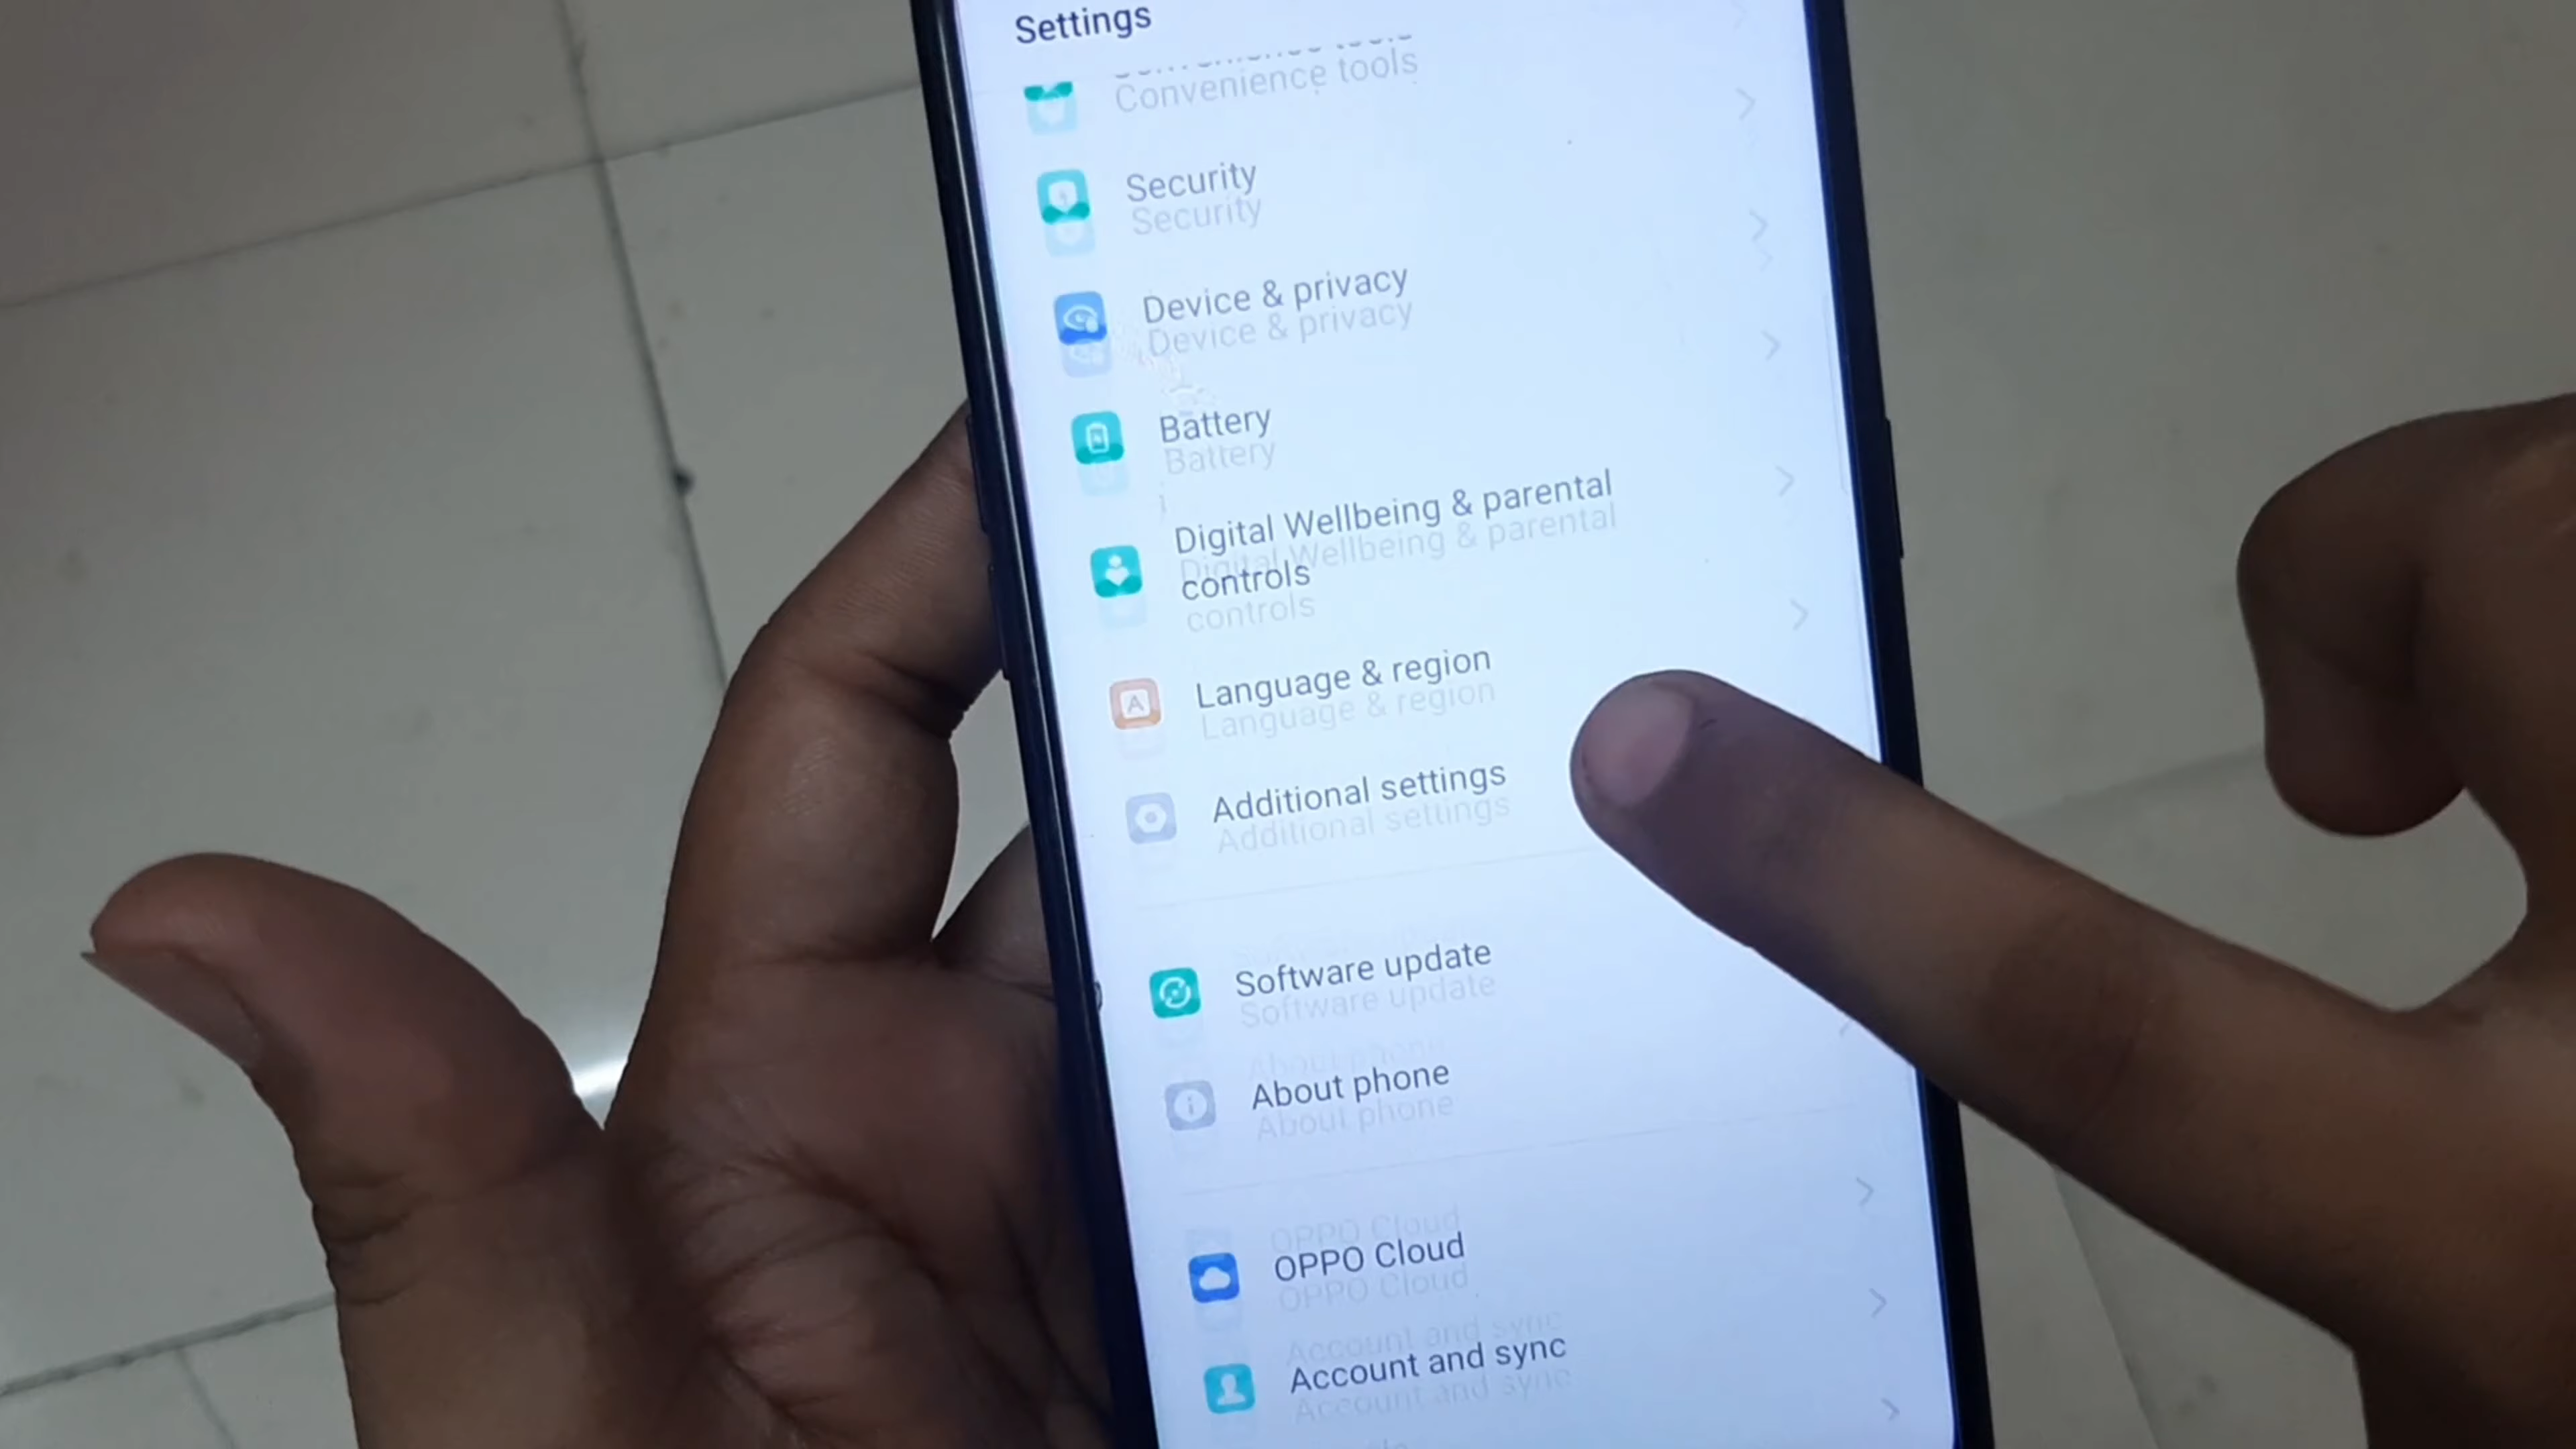 Settings
Convenience tools
Security
Device & privacy
Battery
Digital Wellbeing & parental
controls
Language & region
Additional settings
Software update
About phone
OPPO Cloud
Account and sync